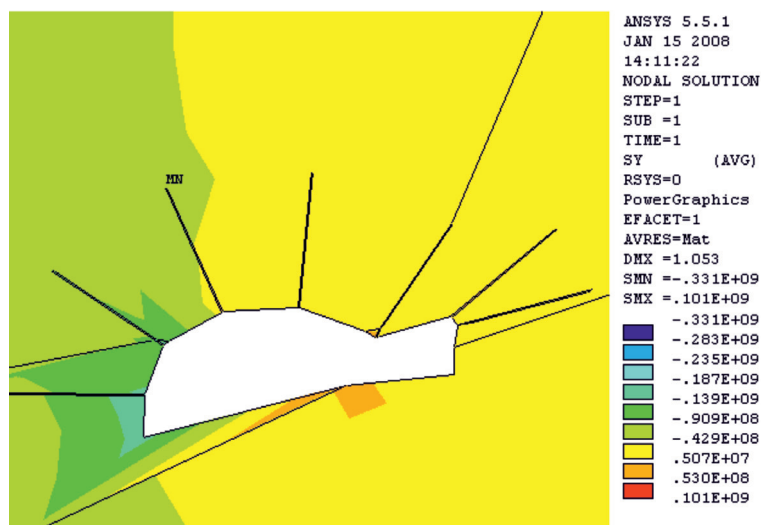 ANSYS 5.5.1
JAN 15 2008
14:11:22
NODAL SOLUTION
STEP=1
SUB =1
TIME=1
SY (AVG)
RSYS=0
PowerGraphics
EFACET=1
AVRES=Mat
DMX =1.053
SMN =-.331E+09
SMX =.101E+09
-.331E+09
-.283E+09
-.235E+09
-.187E+09
-.139E+09
-.909E+08
-.429E+08
.507E+07
.530E+08
.101E+09
MN